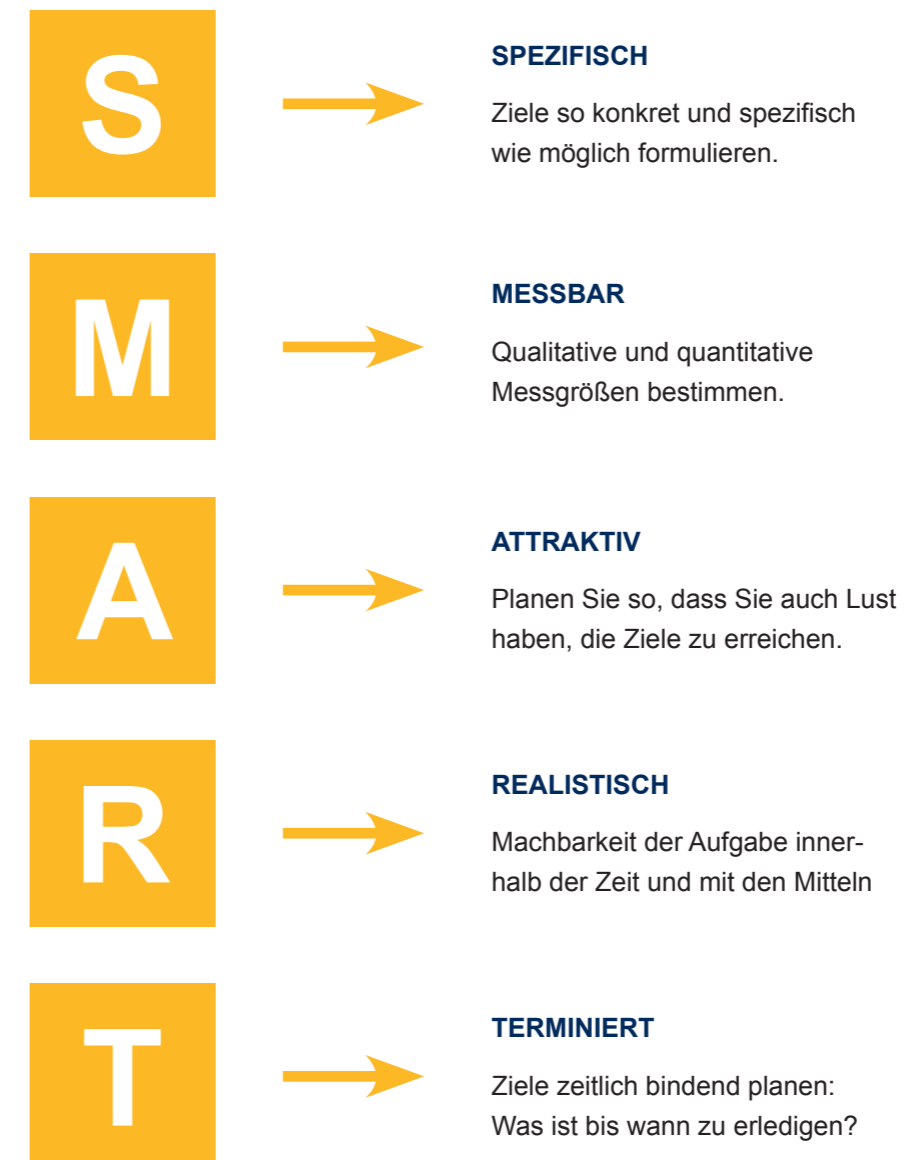 S
SPEZIFISCH
Ziele so konkret und spezifisch
wie möglich formulieren.
M
MESSBAR
Qualitative und quantitative
Messgrößen bestimmen.
A
ATTRAKTIV
Planen Sie so, dass Sie auch Lust
haben, die Ziele zu erreichen.
R
REALISTISCH
Machbarkeit der Aufgabe inner-
halb der Zeit und mit den Mitteln
T
TERMINIERT
Ziele zeitlich bindend planen:
Was ist bis wann zu erledigen?